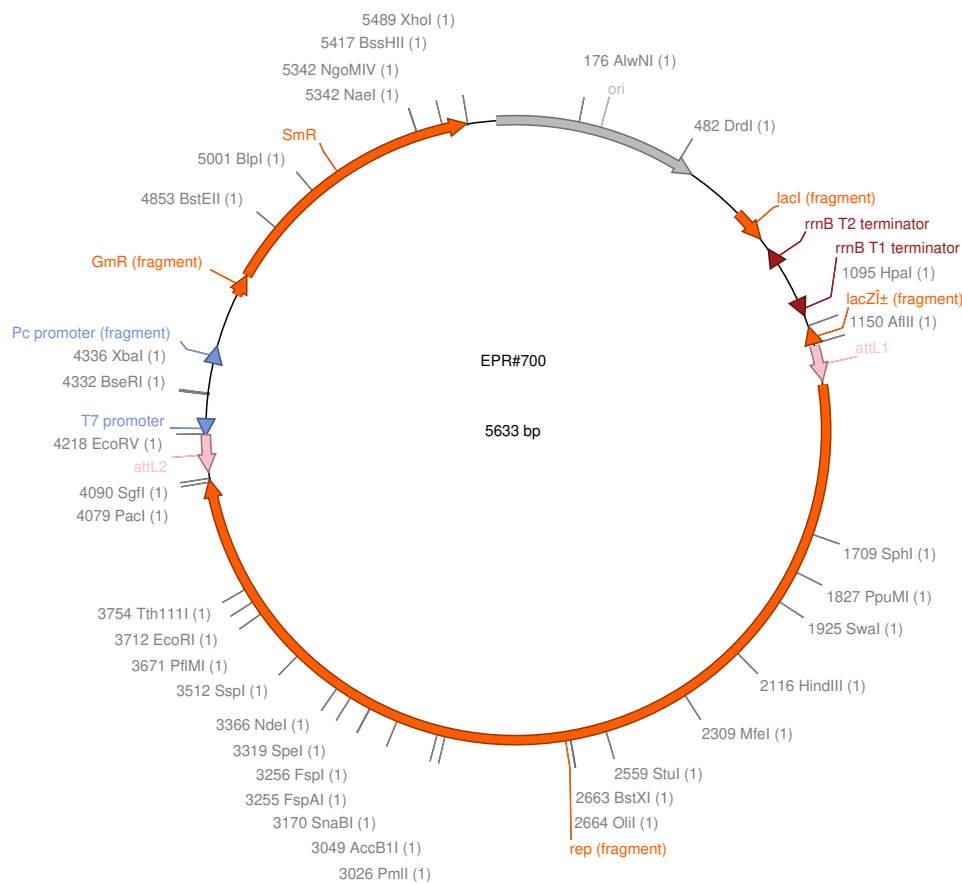 5489 XhoI (1)
5417 BssHII (1)
5342 NgoMIV (1)
5342 NaeI (1)
SmR
5001 BlpI (1)
4853 BstEII (1)
GmR (fragment)
Pc promoter (fragment)
4336 XbaI (1)
4332 BseRI (1)
T7 promoter
4218 EcoRV (1)
attL2
4090 SgfI (1)
4079 PacI (1)
3754 Tth111I (1)
3712 EcoRI (1)
3671 PflMI (1)
3512 SspI (1)
3366 NdeI (1)
3319 SpeI (1)
3256 FspI (1)
3255 FspAI (1)
3170 SnaBI (1)
3049 AccB1I (1)
3026 PmlI (1)
EPR#700
5633 bp
176 AlwNI (1)
ori
482 DrdI (1)
lacI (fragment)
rrnB T2 terminator
rrnB T1 terminator
1095 HpaI (1)
lacZÎ± (fragment)
1150 AflII (1)
attL1
1709 SphI (1)
1827 PpuMI (1)
1925 SwaI (1)
2116 HindIII (1)
2309 MfeI (1)
2559 StuI (1)
2663 BstXI (1)
2664 OliI (1)
rep (fragment)